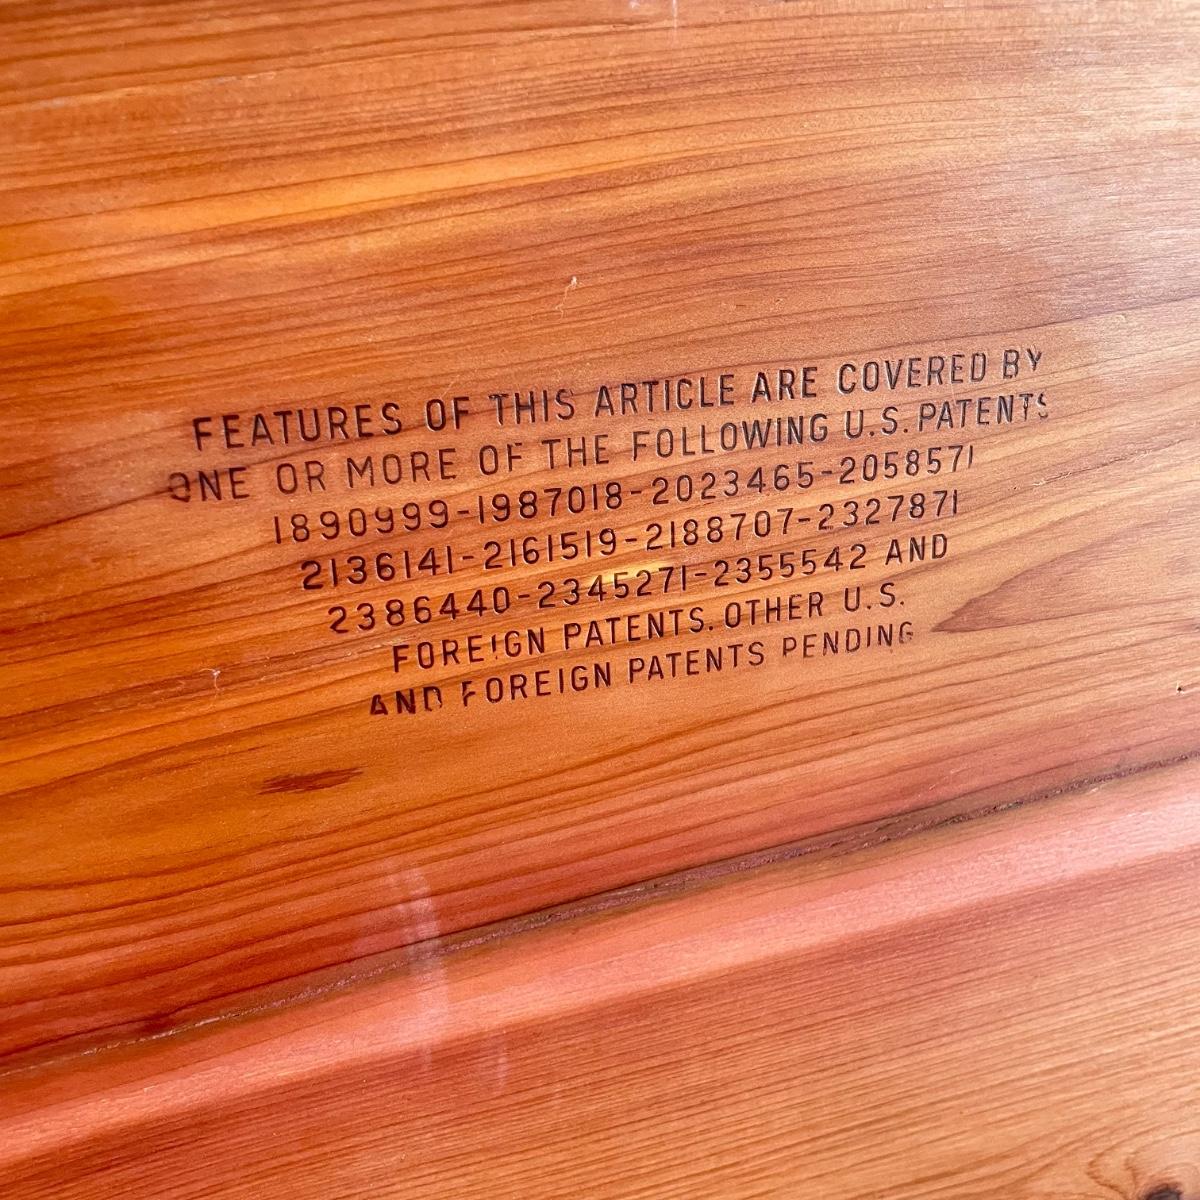 FEATURES OF THIS ARTICLE ARE COVERED BY
ONE OR MORE OF THE FOLLOWING U.S. PATENTS
1890999-1987018-2023465-2058571
2136141-2161519-2188707-2327871
2386440-2345271-2355542 AND
FOREIGN PATENTS. OTHER U.S.
AND FOREIGN PATENTS PENDING